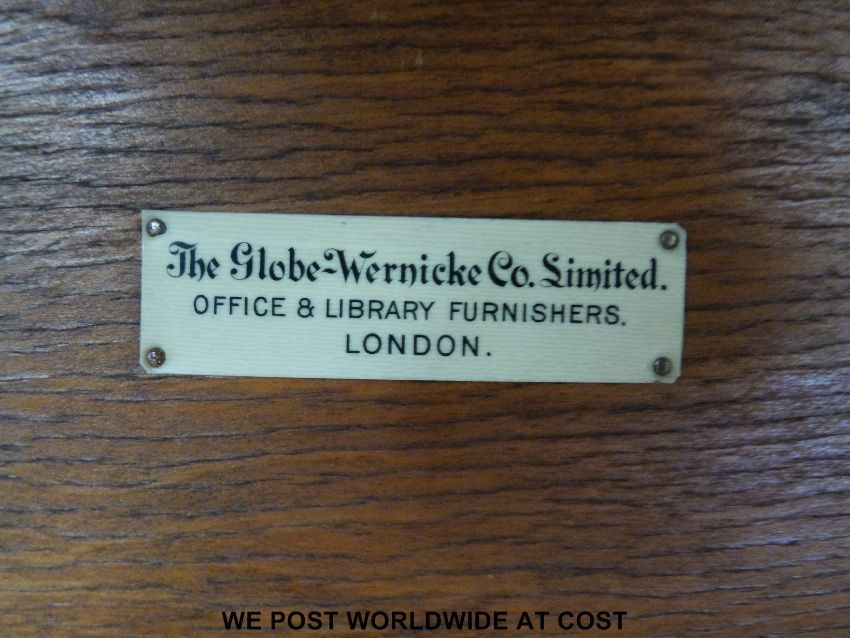 The Globe-Wernicke Co. Limited.
OFFICE & LIBRARY FURNISHERS.
LONDON.
WE POST WORLDWIDE AT COST